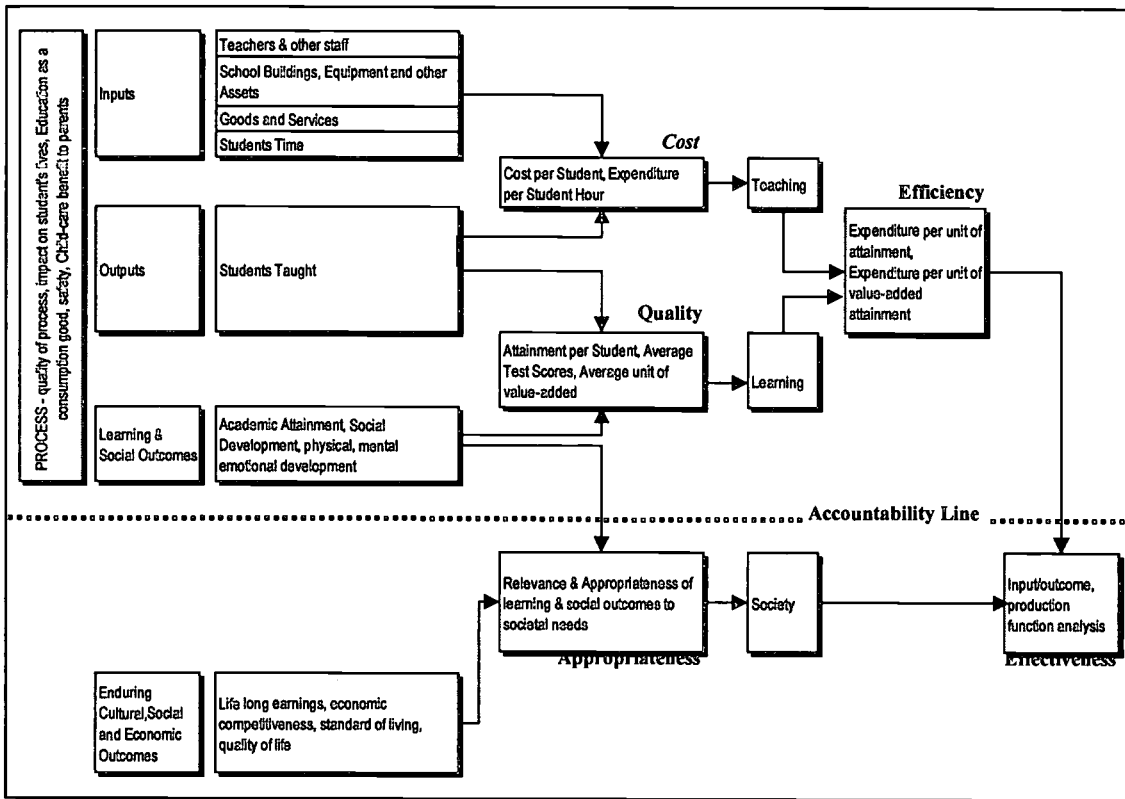 PROCESS - quality of process, impact on student's lives, Education as a
consumption good, safety, Child-care benefit to parents
Inputs
Teachers & other staff
School Buildings, Equipment and other
Assets
Goods and Services
Students Time
Cost
Cost per Student, Expenditure
per Student Hour
Teaching
Efficiency
Expenditure per unit of
attainment,
Expenditure per unit of
value-added
attainment
Outputs
Students Taught
Quality
Attainment per Student, Average
Test Scores, Average unit of
value-added
Learning
Learning &
Social Outcomes
Academic Attainment, Social
Development, physical, mental
emotional development
Accountability Line
Relevance & Appropriateness of
learning & social outcomes to
societal needs
Appropriateness
Society
Input/outcome,
production
function analysis
Effectiveness
Enduring
Cultural,Social
and Economic
Outcomes
Life long earnings, economic
competitiveness, standard of living,
quality of life